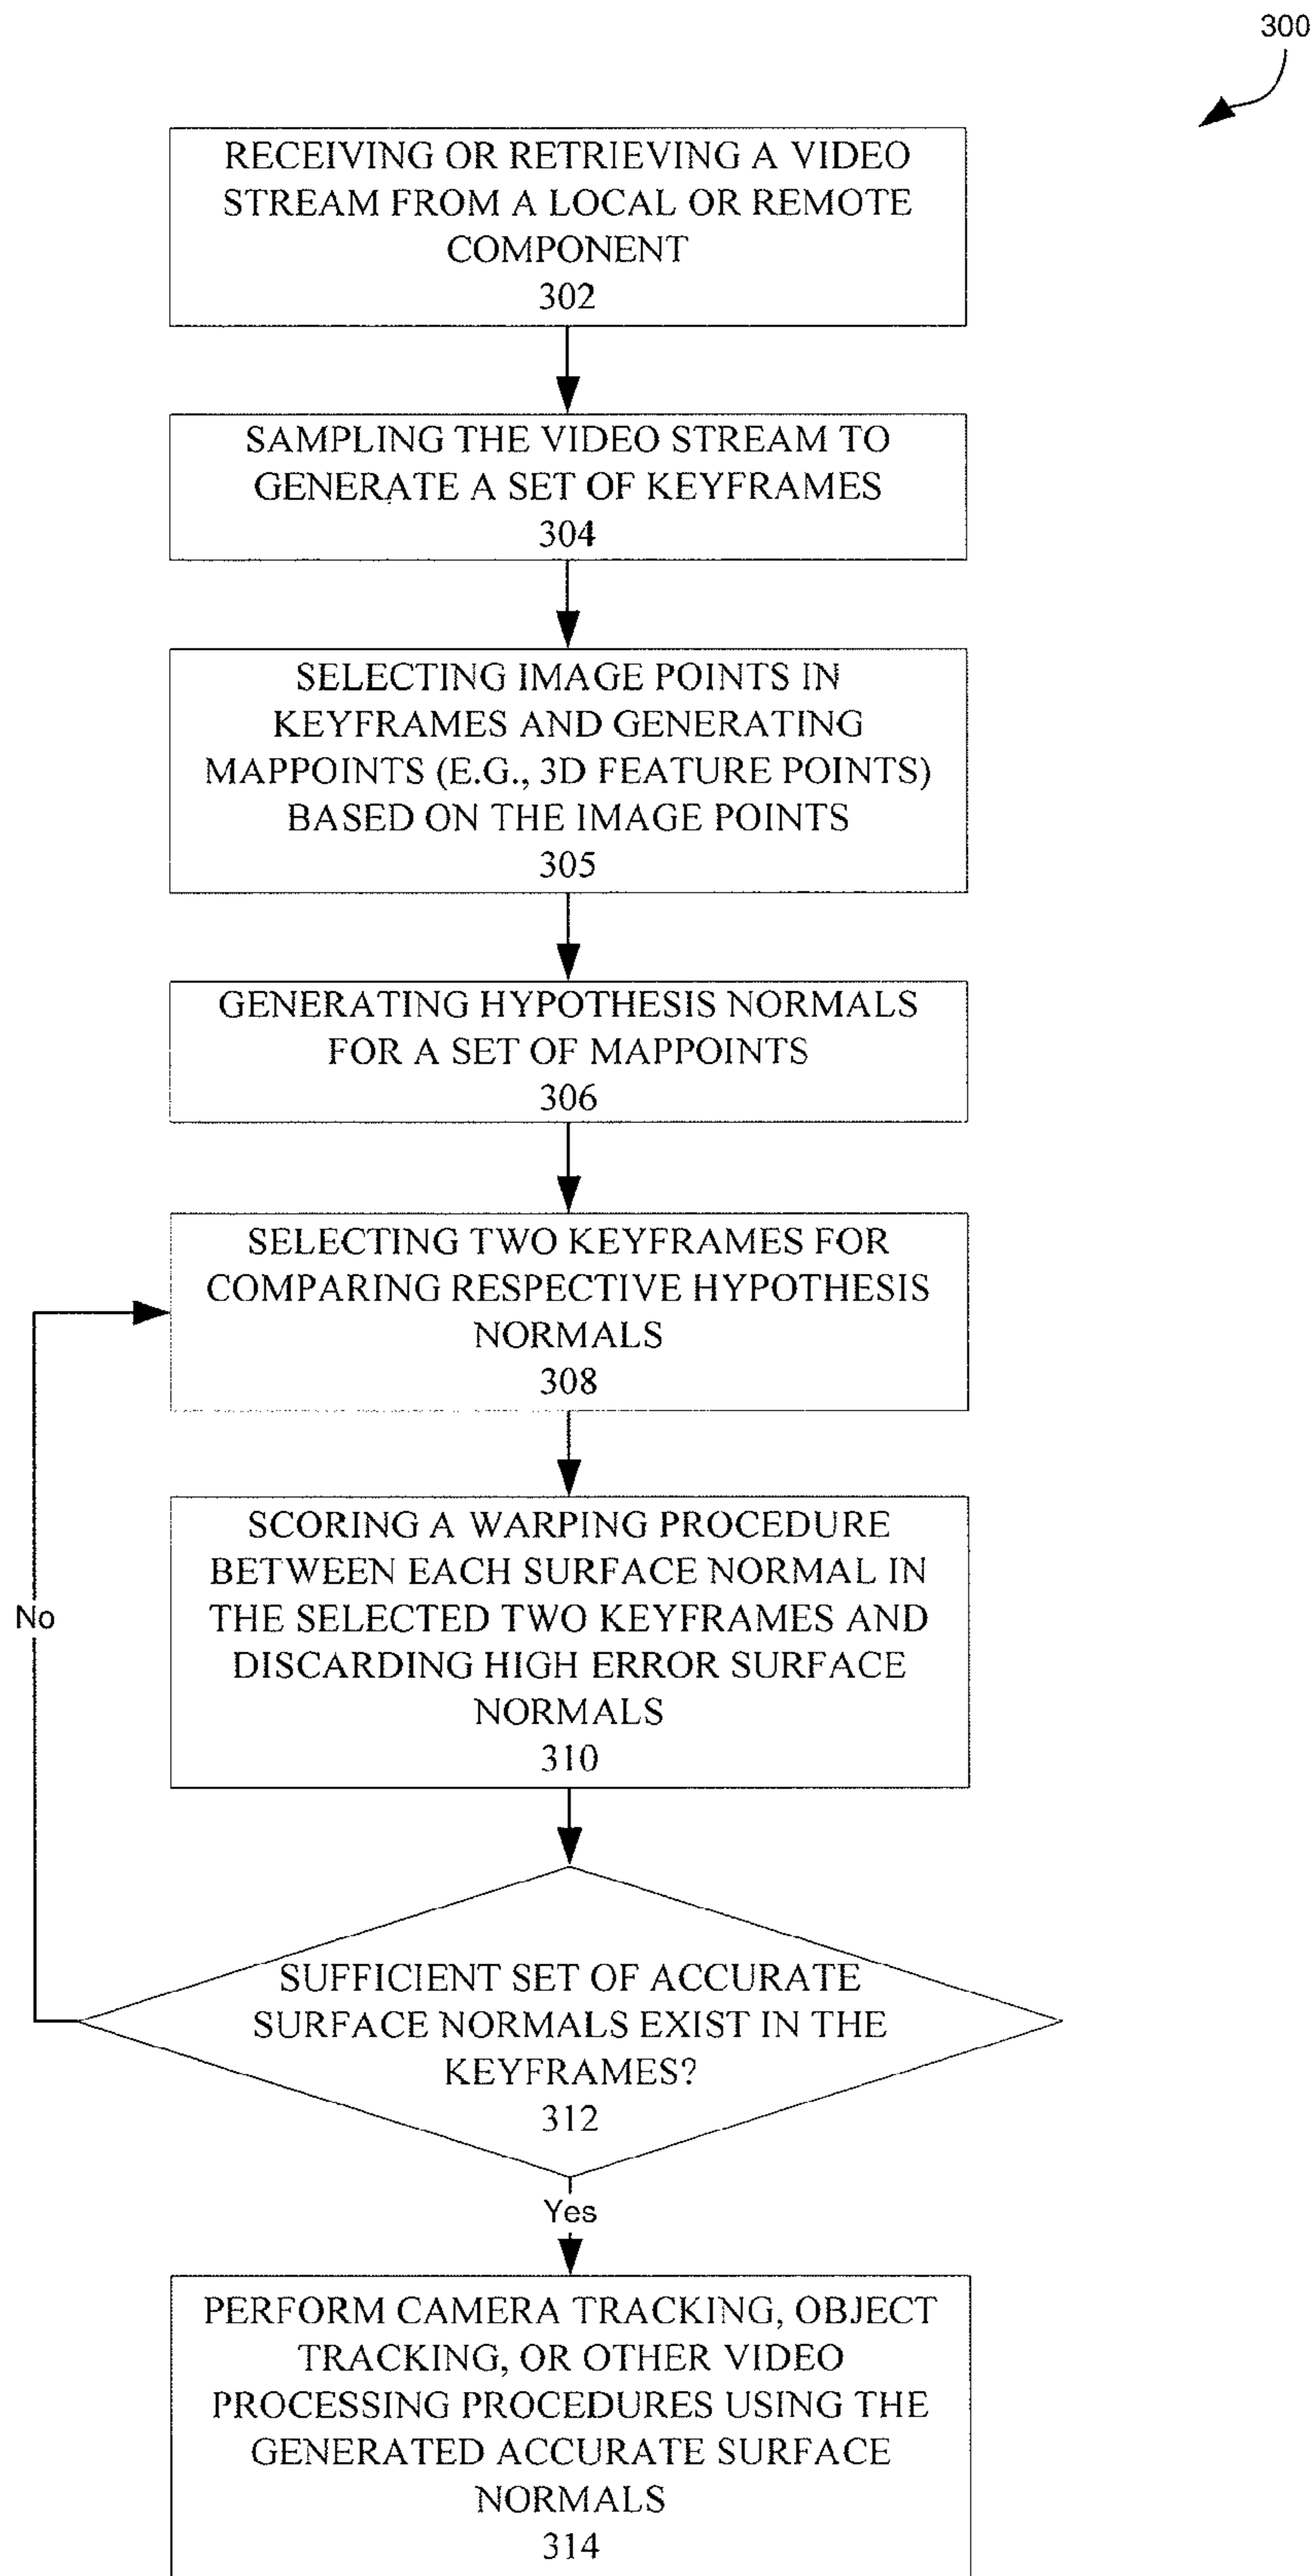 300
RECEIVING OR RETRIEVING A VIDEO
STREAM FROM A LOCAL OR REMOTE
COMPONENT
302
SAMPLING THE VIDEO STREAM TO
GENERATE A SET OF KEYFRAMES
304
SELECTING IMAGE POINTS IN
KEYFRAMES AND GENERATING
MAPPOINTS (E.G., 3D FEATURE POINTS)
BASED ON THE IMAGE POINTS
305
GENERATING HYPOTHESIS NORMALS
FOR A SET OF MAPPOINTS
306
SELECTING TWO KEYFRAMES FOR
COMPARING RESPECTIVE HYPOTHESIS
NORMALS
308
SCORING A WARPING PROCEDURE
BETWEEN EACH SURFACE NORMAL IN
THE SELECTED TWO KEYFRAMES AND
DISCARDING HIGH ERROR SURFACE
NORMALS
310
No
SUFFICIENT SET OF ACCURATE
SURFACE NORMALS EXIST IN THE
KEYFRAMES?
312
Yes
PERFORM CAMERA TRACKING, OBJECT
TRACKING, OR OTHER VIDEO
PROCESSING PROCEDURES USING THE
GENERATED ACCURATE SURFACE
NORMALS
314